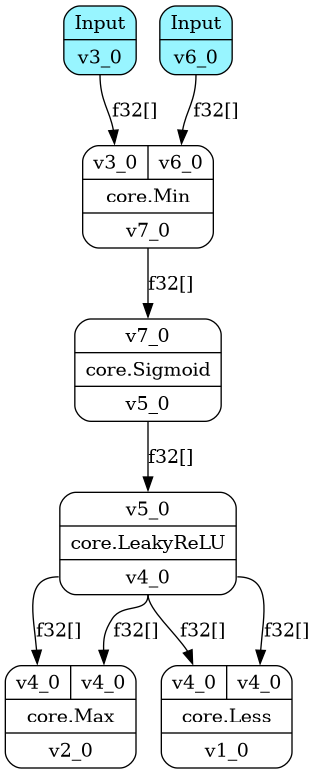 Input
v3_0
Input
v6_0
f32[]
f32[]
v3_0
v6_0
core.Min
v7_0
f32[]
v7_0
core.Sigmoid
v5_0
f32[]
v5_0
core.LeakyReLU
v4_0
f32[]
f32[]
f32[]
f32[]
v4_0
v4_0
core.Max
v2_0
v4_0
v4_0
core.Less
v1_0